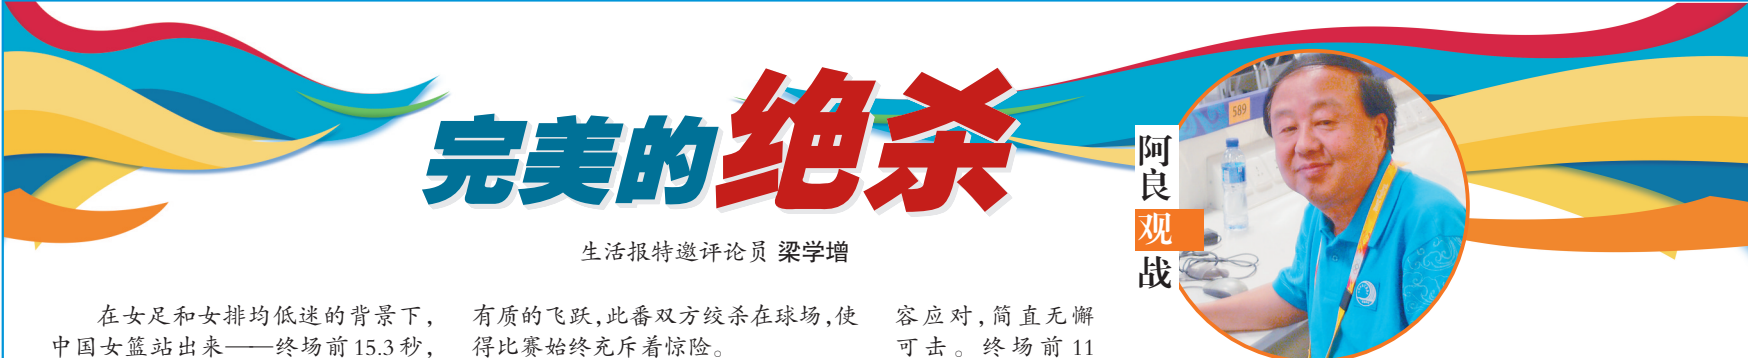 完美的绝杀
生活报特邀评论员 梁学增
阿良观战
589
在女足和女排均低迷的背景下，
中国女篮站出来——终场前15.3秒，
有质的飞跃，此番双方绞杀在球场，使
得比赛始终充斥着惊险。
容应对，简直无懈
可击。终场前11